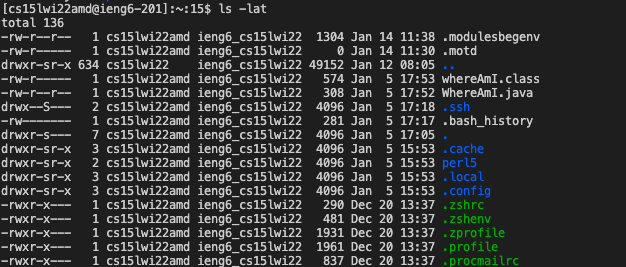 [cs15lwi22amd@ieng6-201]:~:15$ ls -lat
total 136
-rw-r--r--   1 cs15lwi22amd ieng6_cs15lwi22  1304 Jan 14 11:38 .modulesbegenv
-rw-r-----   1 cs15lwi22amd ieng6_cs15lwi22     0 Jan 14 11:30 .motd
drwxr-sr-x 634 cs15lwi22    ieng6_cs15lwi22 49152 Jan 12 08:05 ..
-rw-r-----   1 cs15lwi22amd ieng6_cs15lwi22   574 Jan  5 17:53 whereAmI.class
-rw-r--r--   1 cs15lwi22amd ieng6_cs15lwi22   308 Jan  5 17:52 WhereAmI.java
drwx--S---   2 cs15lwi22amd ieng6_cs15lwi22  4096 Jan  5 17:18 .ssh
-rw-------   1 cs15lwi22amd ieng6_cs15lwi22   281 Jan  5 17:17 .bash_history
drwxr-s---   7 cs15lwi22amd ieng6_cs15lwi22  4096 Jan  5 17:05 .
drwxr-sr-x   3 cs15lwi22amd ieng6_cs15lwi22  4096 Jan  5 15:53 .cache
drwxr-sr-x   2 cs15lwi22amd ieng6_cs15lwi22  4096 Jan  5 15:53 perl5
drwxr-sr-x   3 cs15lwi22amd ieng6_cs15lwi22  4096 Jan  5 15:53 .local
drwxr-sr-x   3 cs15lwi22amd ieng6_cs15lwi22  4096 Jan  5 15:53 .config
-rwxr-x---   1 cs15lwi22amd ieng6_cs15lwi22   290 Dec 20 13:37 .zshrc
-rwxr-x---   1 cs15lwi22amd ieng6_cs15lwi22   481 Dec 20 13:37 .zshenv
-rwxr-x---   1 cs15lwi22amd ieng6_cs15lwi22  1931 Dec 20 13:37 .zprofile
-rwxr-x---   1 cs15lwi22amd ieng6_cs15lwi22  1961 Dec 20 13:37 .profile
-rwxr-x---   1 cs15lwi22amd ieng6_cs15lwi22   837 Dec 20 13:37 .procmailrc